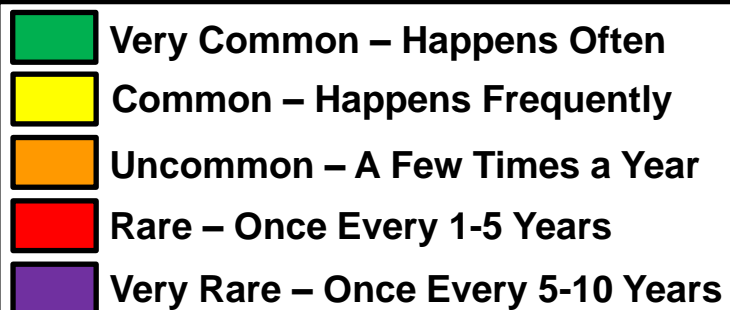 Very Common – Happens Often
Common – Happens Frequently
Uncommon – A Few Times a Year
Rare – Once Every 1-5 Years
Very Rare – Once Every 5-10 Years